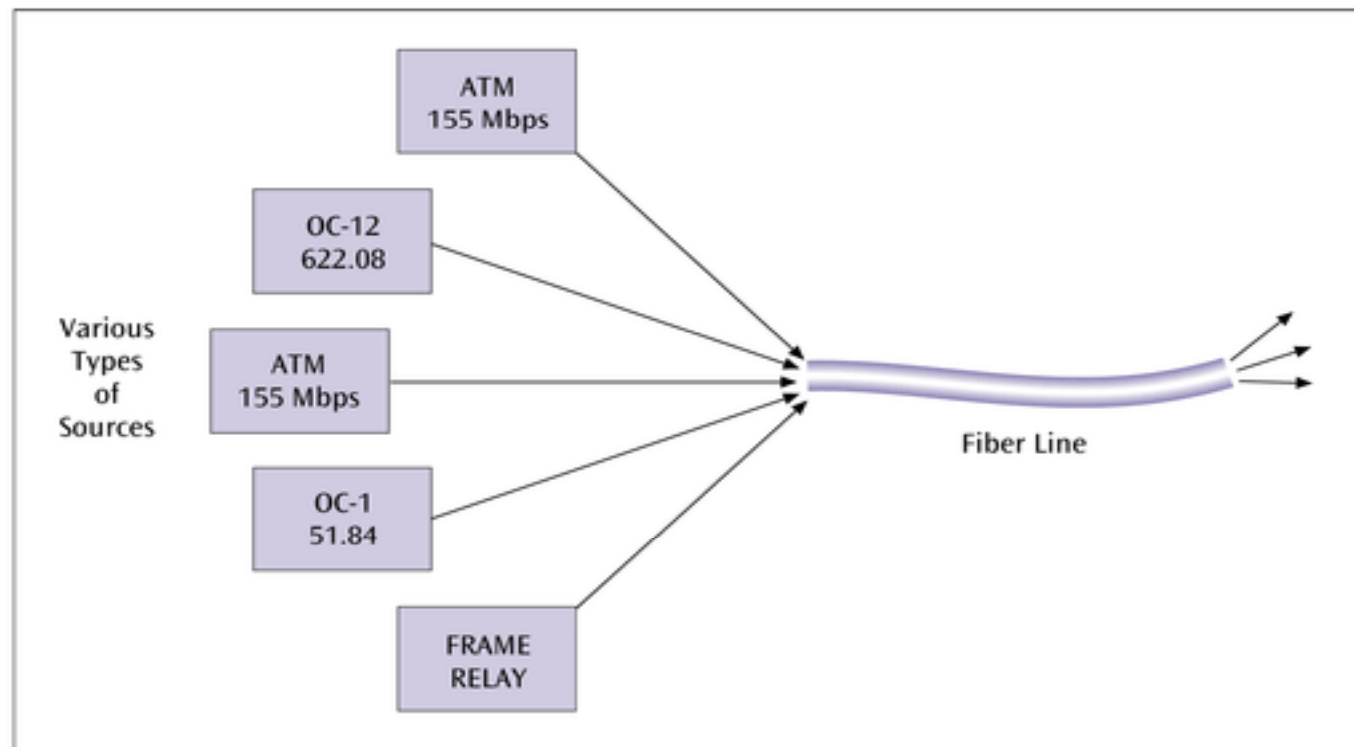 ATM
155 Mbps
OC-12
622.08
Various
Types
of
Sources
ATM
155 Mbps
OC-1
51.84
FRAME
RELAY
Fiber Line